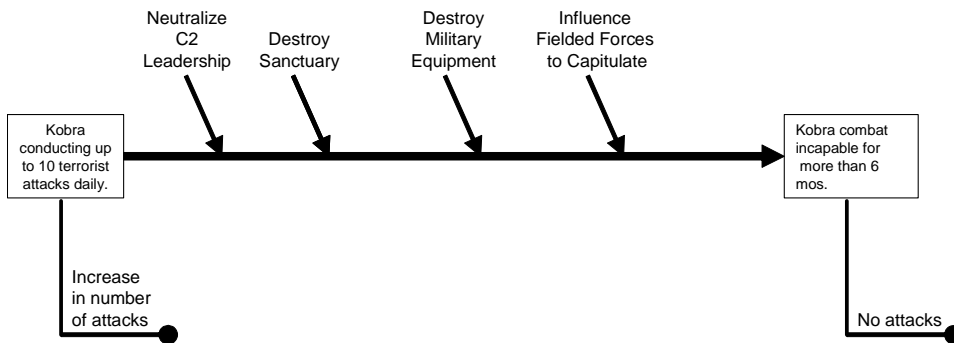 Neutralize
C2
Leadership
Destroy
Sanctuary
Destroy
Military
Equipment
Influence
Fielded Forces
to Capitulate
Kobra
conducting up
to 10 terrorist
attacks daily.
Kobra combat
incapable for
more than 6
mos.
Increase
in number
of attacks
No attacks